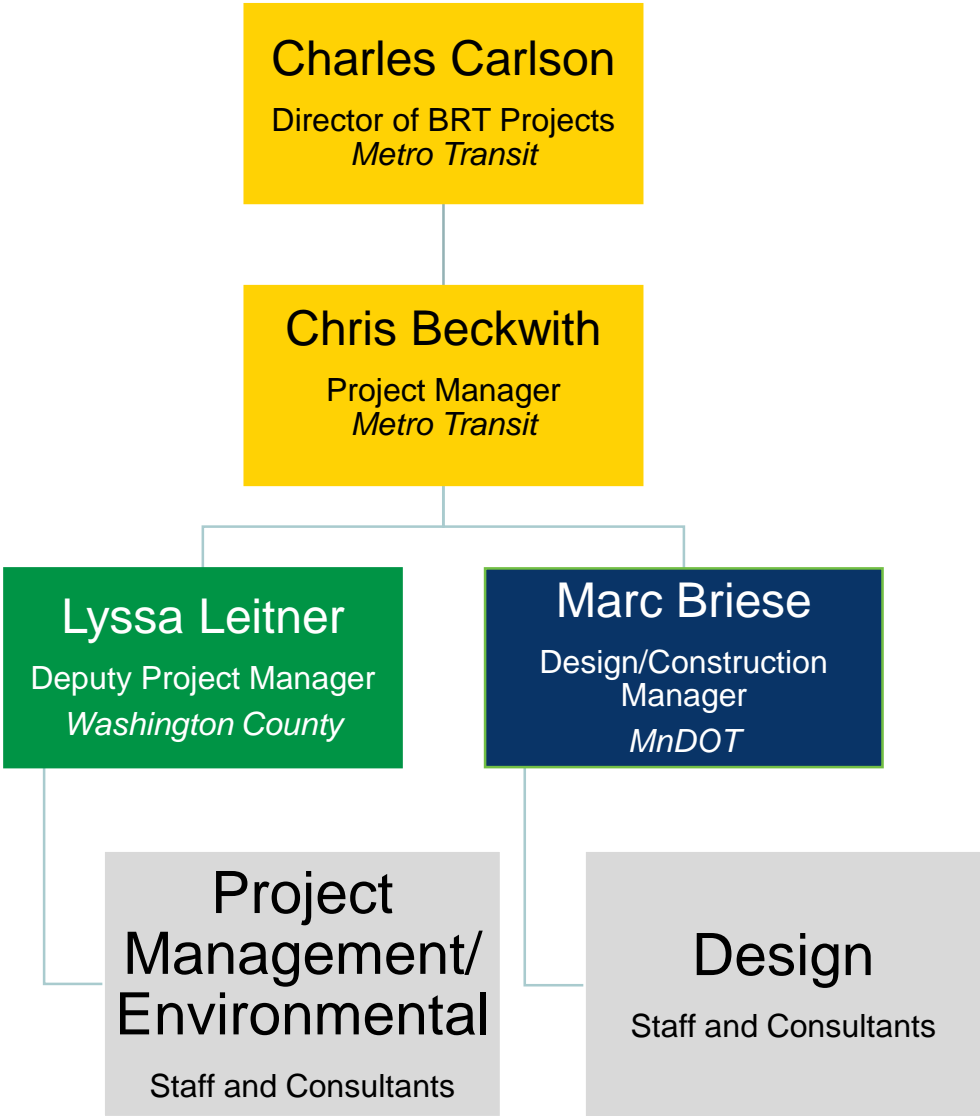 Charles Carlson
Director of BRT Projects
Metro Transit
Chris Beckwith
Project Manager
Metro Transit
Lyssa Leitner
Deputy Project Manager
Washington County
Marc Briese
Design/Construction
Manager
MnDOT
Project
Management/
Environmental
Staff and Consultants
Design
Staff and Consultants